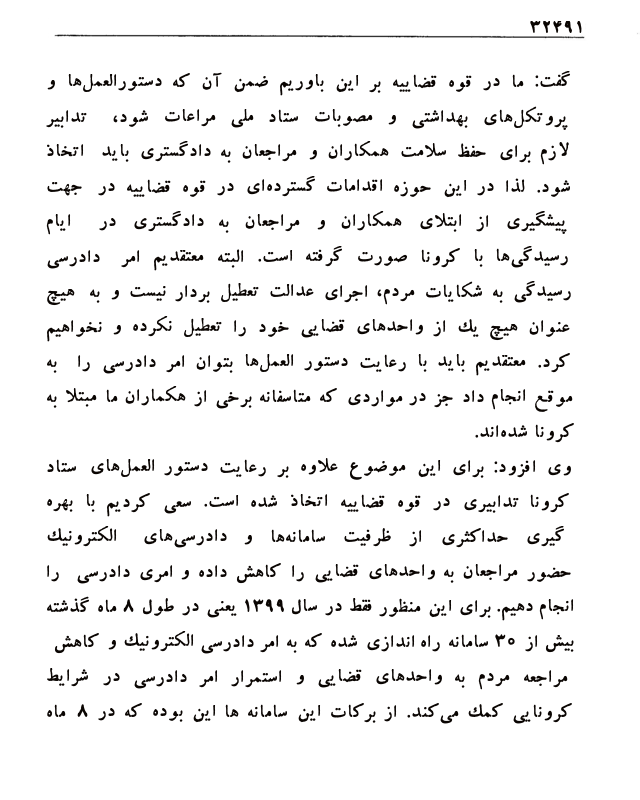 ۳۲۴۹۱
گفت: ما در قوه قضاییه بر این باوریم ضمن آن که دستورالعمل‌ها و
پروتکل‌های بهداشتی و مصوبات ستاد ملی مراعات شود، تدابیر
لازم برای حفظ سلامت همکاران و مراجعان به دادگستری باید اتخاذ
شود. لذا در این حوزه اقدامات گسترده‌ای در قوه قضاییه در جهت
پیشگیری از ابتلای همکاران و مراجعان به دادگستری در ایام
رسیدگی‌ها با کرونا صورت گرفته است. البته معتقدیم امر دادرسی
رسیدگی به شکایات مردم، اجرای عدالت تعطیل بردار نیست و به هیچ
عنوان هیچ یك از واحدهای قضایی خود را تعطیل نکرده و نخواهیم
کرد. معتقدیم باید با رعایت دستور العمل‌ها بتوان امر دادرسی را به
موقع انجام داد جز در مواردی که متاسفانه برخی از هکماران ما مبتلا به
کرونا شده‌اند.
وی افزود: برای این موضوع علاوه بر رعایت دستور العمل‌های ستاد
کرونا تدابیری در قوه قضاییه اتخاذ شده است. سعی کردیم با بهره
گیری حداکثری از ظرفیت سامانه‌ها و دادرسی‌های الکترونیك
حضور مراجعان به واحدهای قضایی را کاهش داده و امری دادرسی را
انجام دهیم. برای این منظور فقط در سال ۱۳۹۹ یعنی در طول ۸ ماه گذشته
بیش از ۳۰ سامانه راه اندازی شده که به امر دادرسی الکترونیك و کاهش
مراجعه مردم به واحدهای قضایی و استمرار امر دادرسی در شرایط
کرونایی کمك می‌کند. از برکات این سامانه ها این بوده که در ۸ ماه